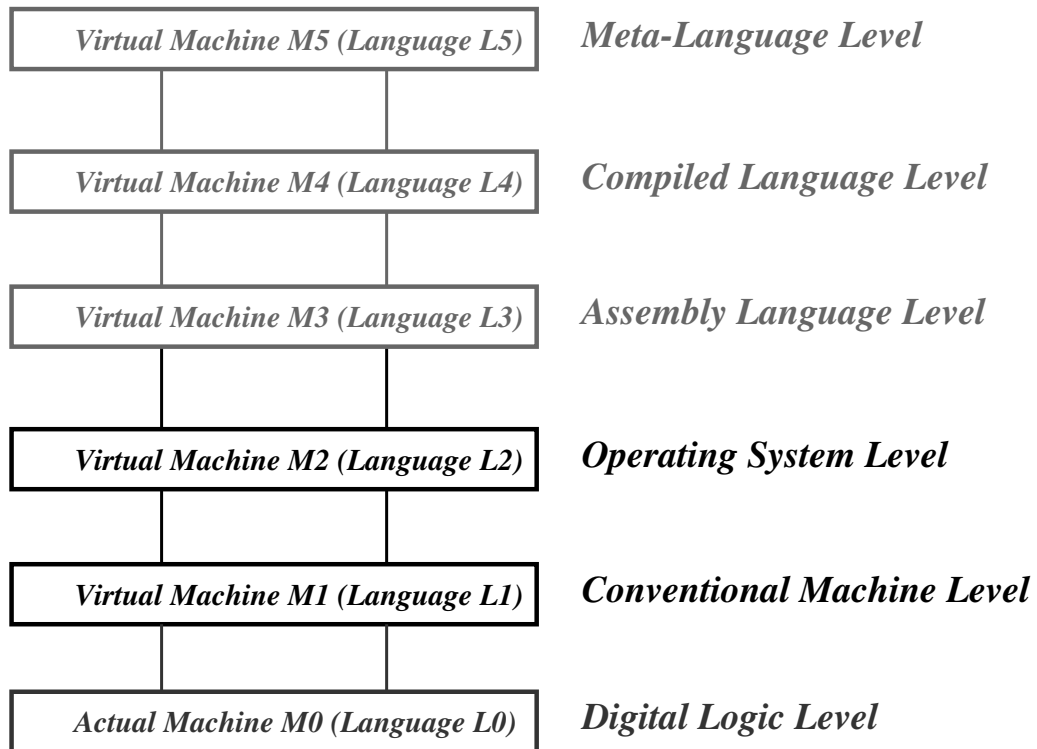 Virtual Machine M5 (Language L5) Meta-Language Level
Virtual Machine M4 (Language L4) Compiled Language Level
Virtual Machine M3 (Language L3) Assembly Language Level
Virtual Machine M2 (Language L2) Operating System Level
Virtual Machine M1 (Language L1) Conventional Machine Level
Actual Machine M0 (Language L0) Digital Logic Level